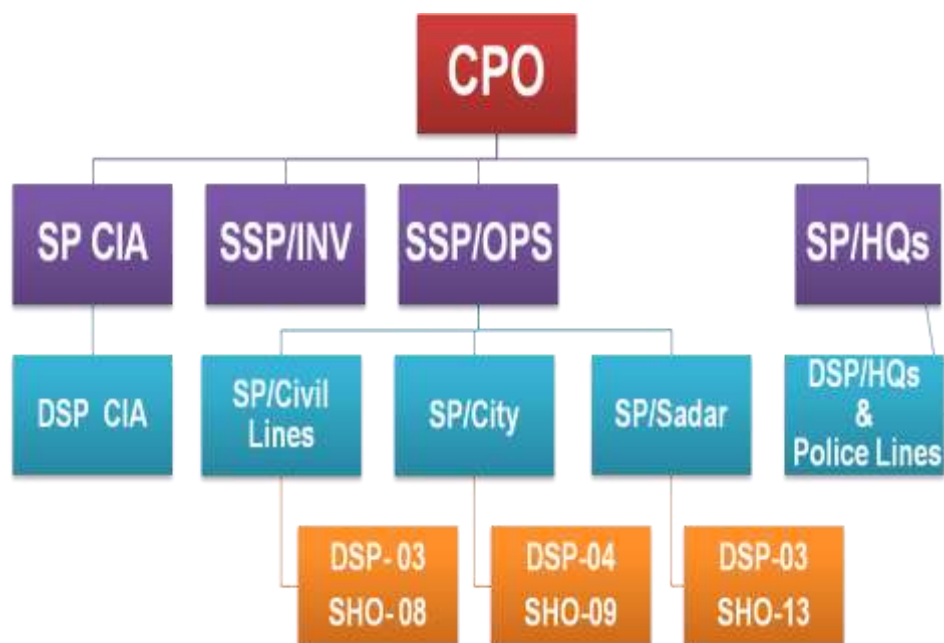 CPO
SP CIA
SSP/INV
SSP/OPS
SP/HQs
DSP CIA
SP/Civil
Lines
SP/City
SP/Sadar
DSP/HQs
&
Police Lines
DSP- 03
SHO- 08
DSP-04
SHO-09
DSP-03
SHO-13